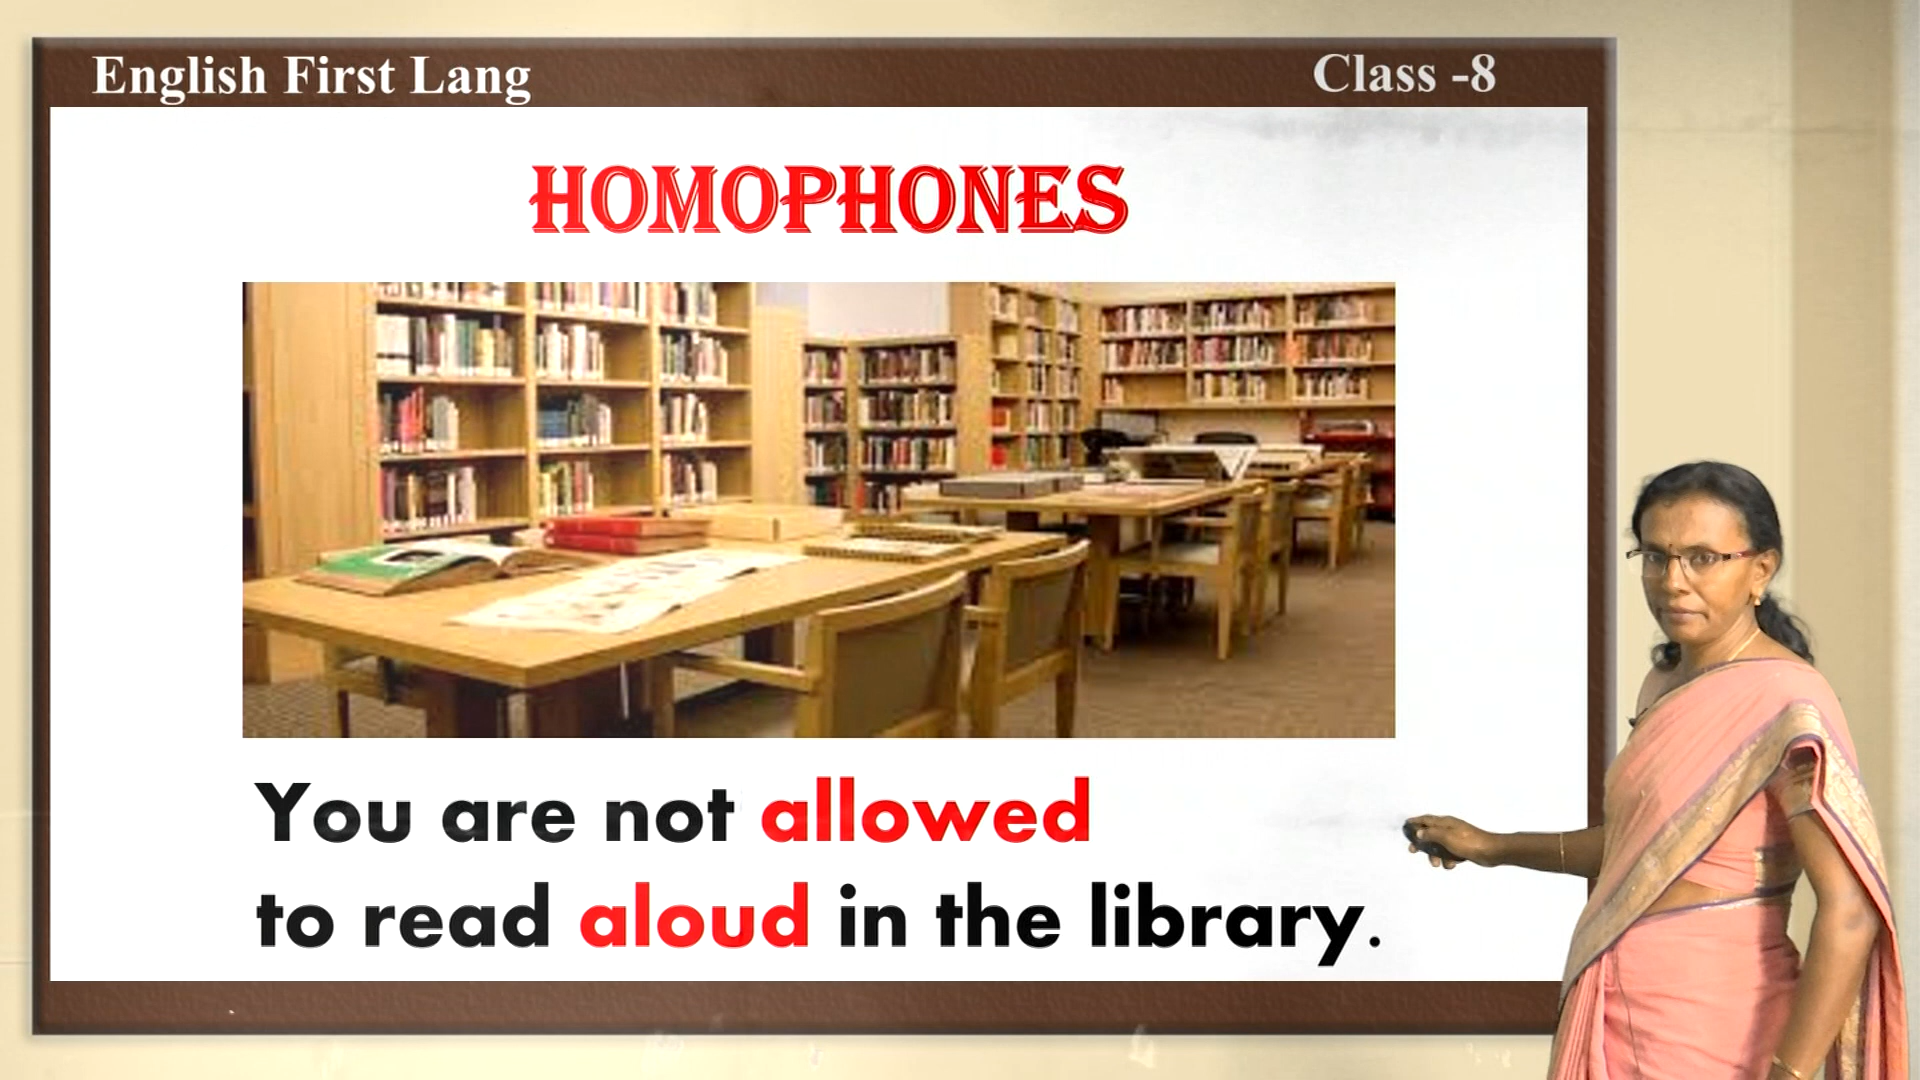 English First Lang
Class -8
HOMOPHONES
You are not allowed
to read aloud in the library.